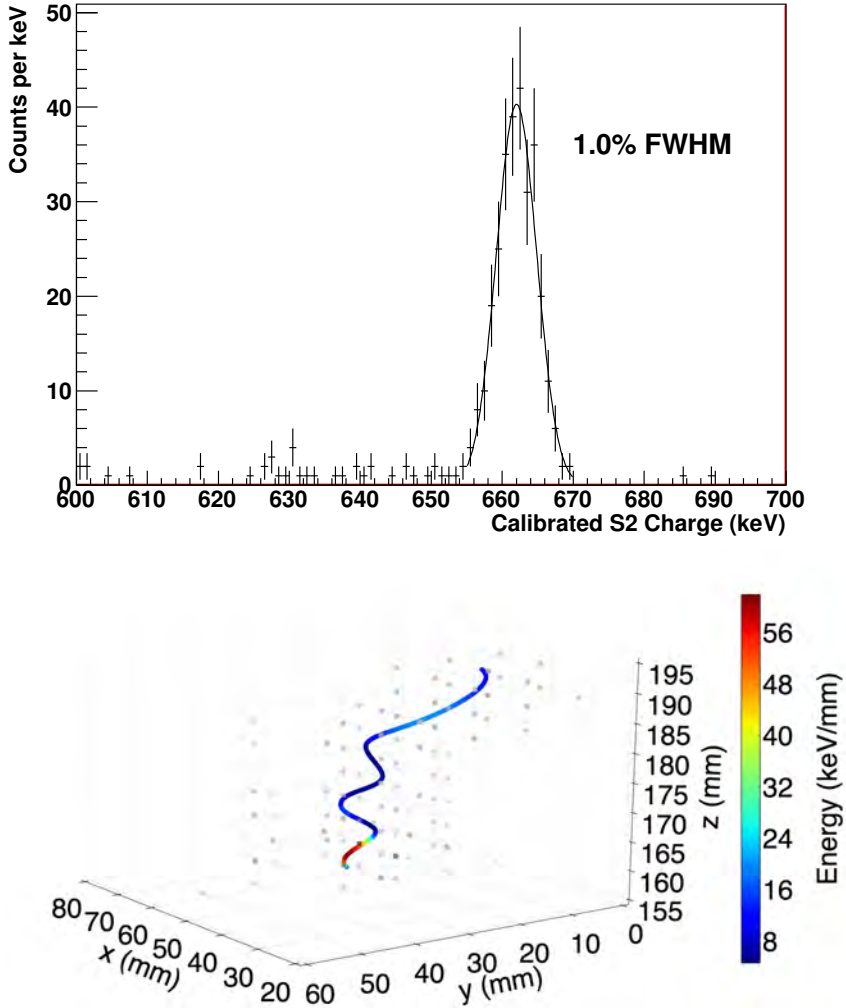 Counts per keV
50
40
30
20
10
0
1.0% FWHM
600 610 620 630 640 650 660 670 680 690 700
Calibrated S2 Charge (keV)
195
190
185
180
175
170
165
160
155
z (mm)
80 70 60 50 40 30 20
x (mm)
60 50 40 30 20 10 0
y (mm)
56
48
40
32
24
16
8
Energy (keV/mm)